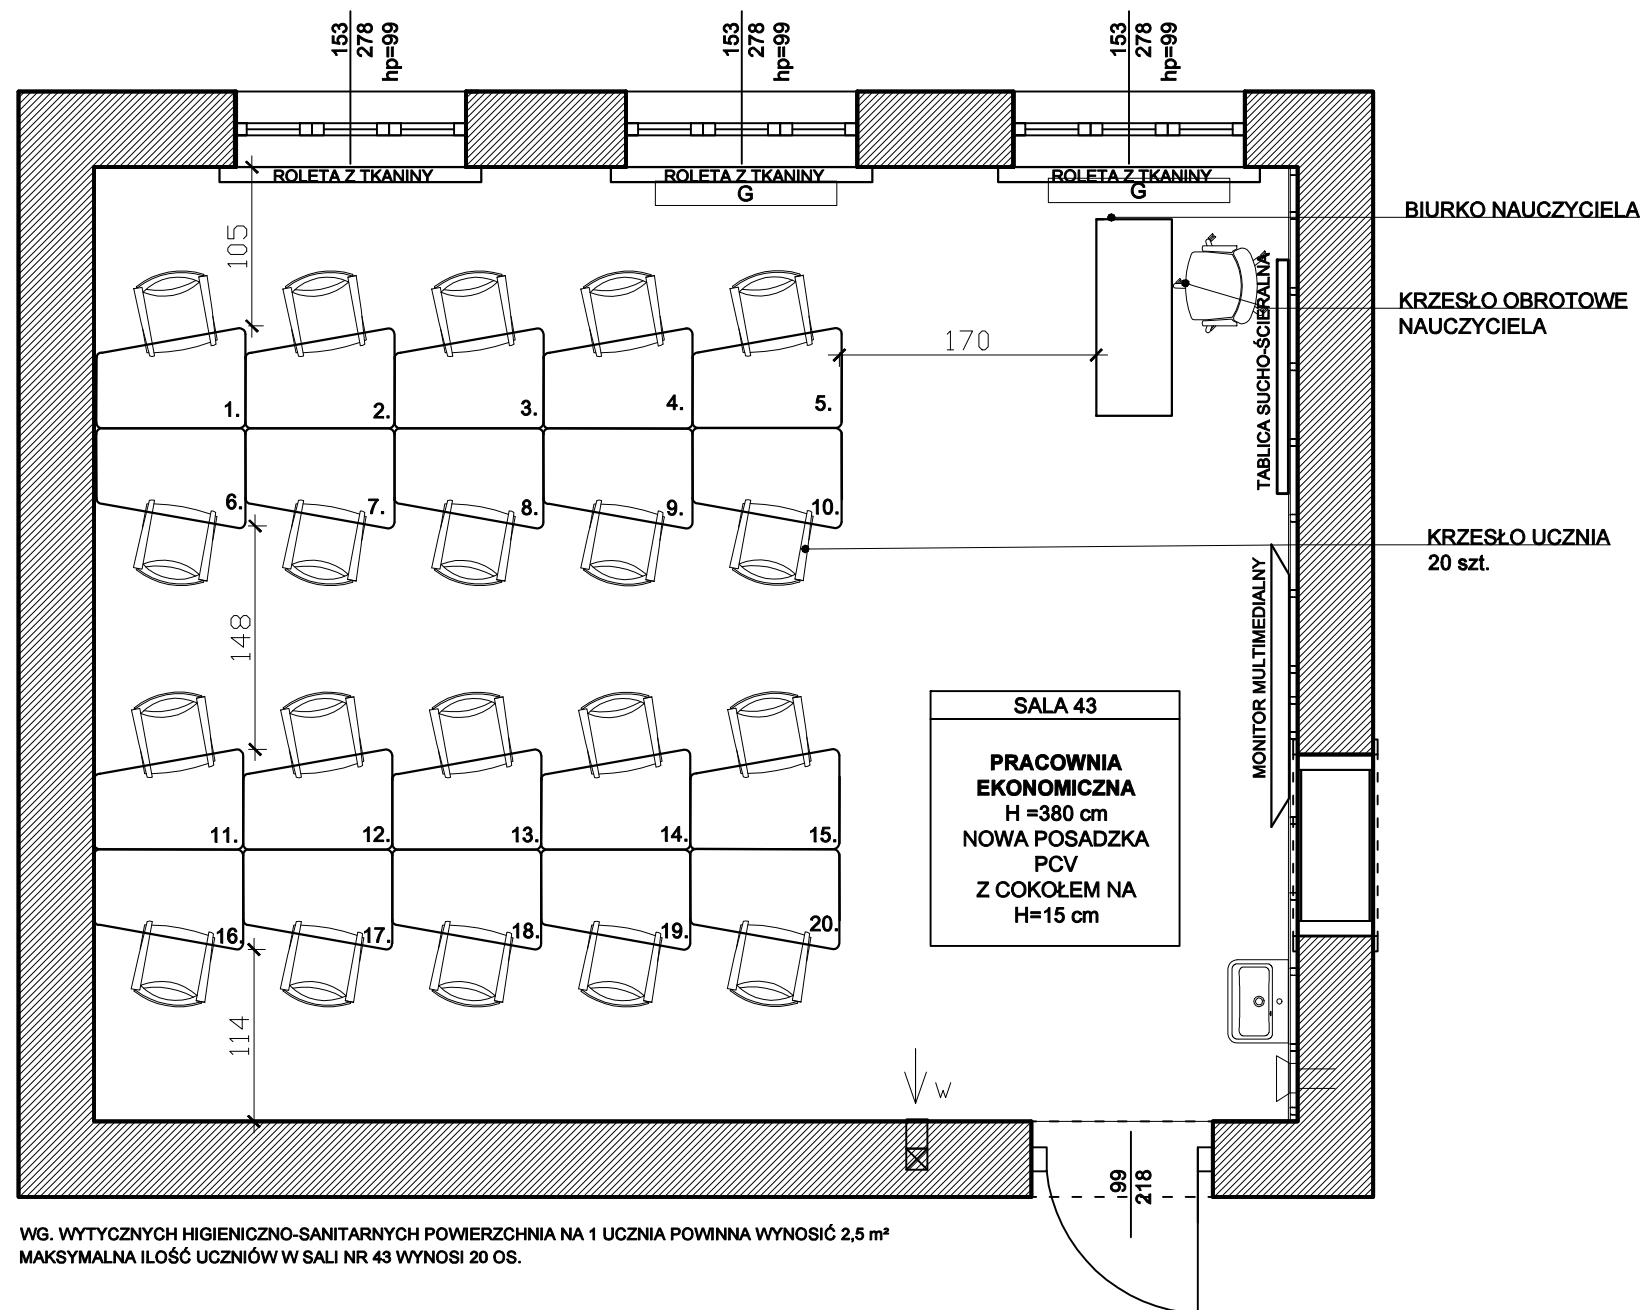 153
278
hp=99
153
278
hp=99
153
278
hp=99
ROLETA Z TKANINY
ROLETA Z TKANINY
ROLETA Z TKANINY
G
G
BIURKO NAUCZYCIELA
105
KRZESŁO OBROTOWE
NAUCZYCIELA
TABLICA SUCHO-ŚCIERALNA
170
1.
2.
3.
4.
5.
6.
7.
8.
9.
10.
KRZESŁO UCZNIA
20 szt.
148
MONITOR MULTIMEDIALNY
SALA 43
PRACOWNIA
EKONOMICZNA
H =380 cm
NOWA POSADZKA
PCV
Z COKOŁEM NA
H=15 cm
11.
12.
13.
14.
15.
16.
17.
18.
19.
20.
114
W
99
218
WG. WYTYCZNYCH HIGIENICZNO-SANITARNYCH POWIERZCHNIA NA 1 UCZNIA POWINNA WYNOSIĆ 2,5 m²
MAKSYMALNA ILOŚĆ UCZNIÓW W SALI NR 43 WYNOSI 20 OS.